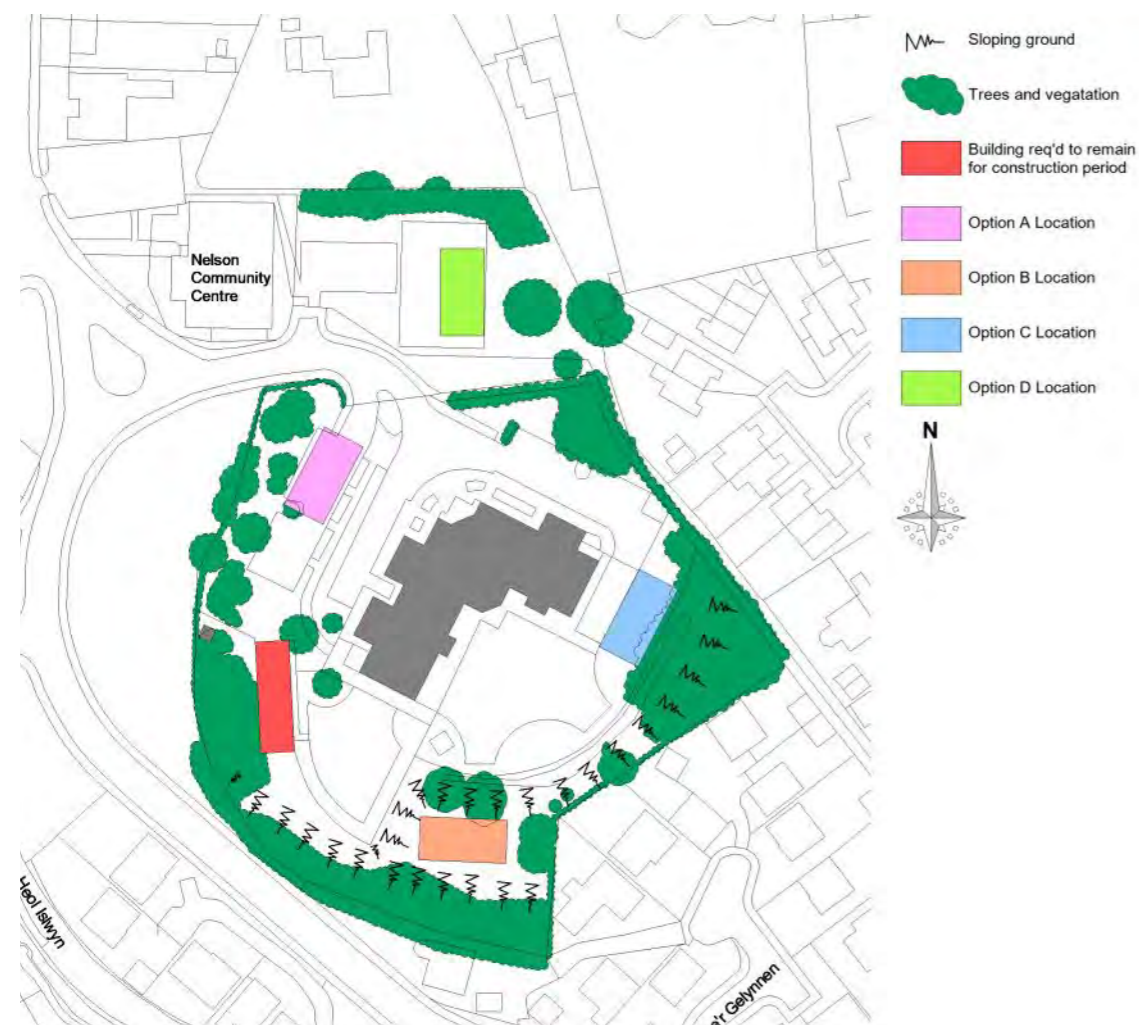 Sloping ground
Trees and vegatation
Building req'd to remain
for construction period
Option A Location
Option B Location
Option C Location
Option D Location
N
Nelson
Community
Centre
Heol Islwyn
e'r Gelynnen